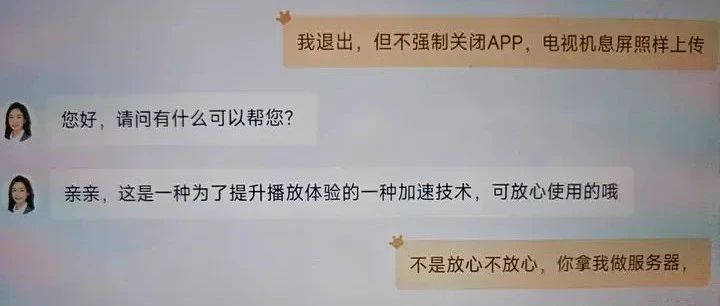 我退出，但不强制关闭APP，电视机息屏照样上传
您好，请问有什么可以帮您？
亲亲，这是一种为了提升播放体验的一种加速技术，可放心使用的哦
不是放心不放心，你拿我做服务器，